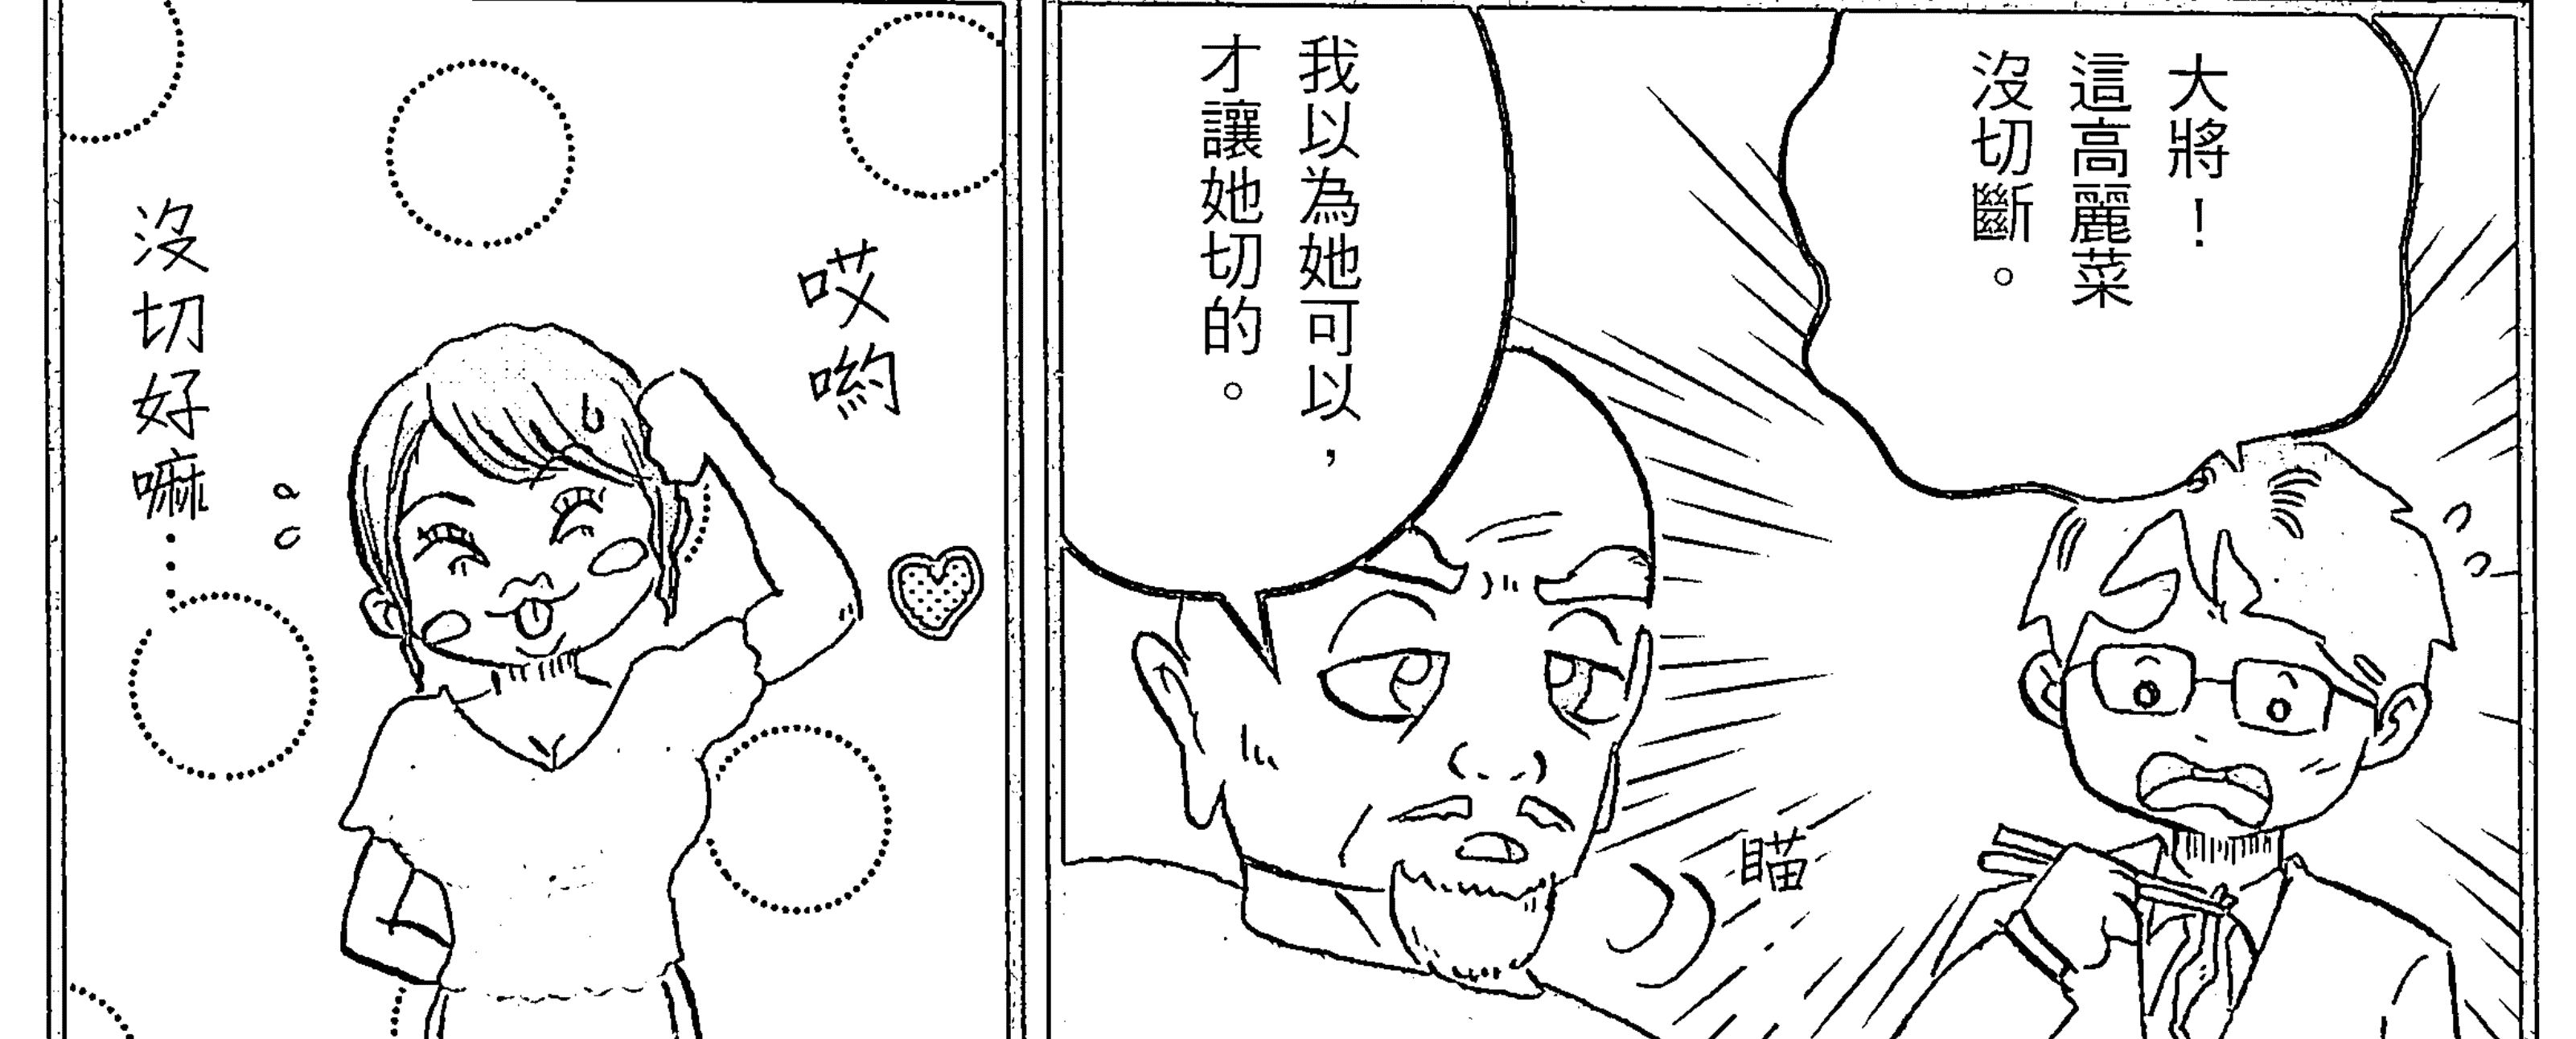 大將！
這高麗菜
沒切斷。
我以為她可以，
才讓她切的。
瞄
哎喲
沒切好嘛……